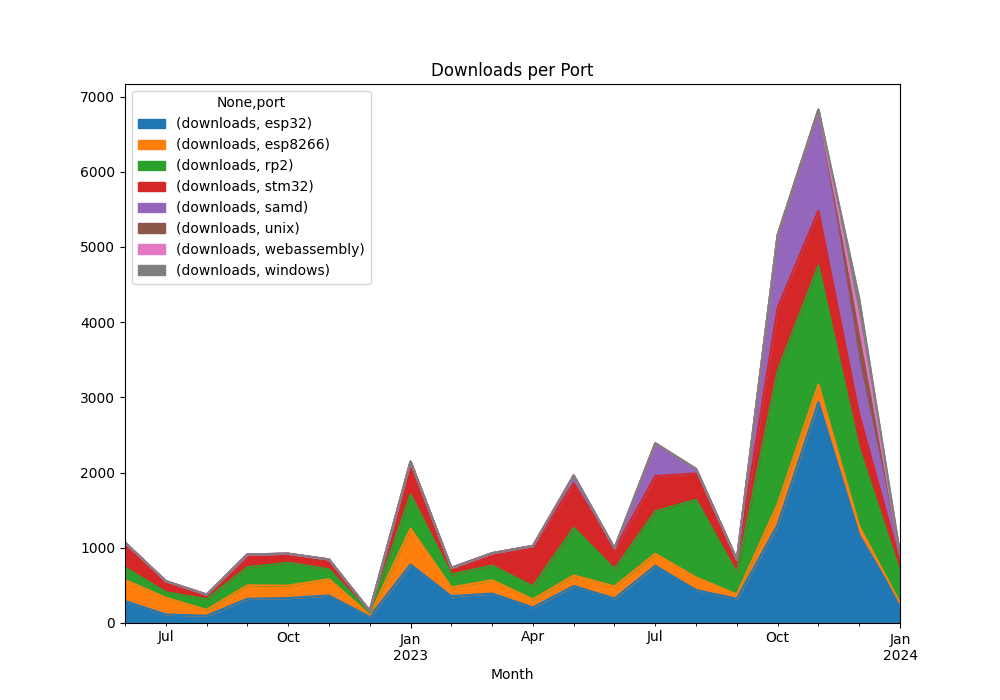 Downloads per Port
7000
6000
5000
4000
3000
2000
1000
0
None,port
(downloads, esp32)
(downloads, esp8266)
(downloads, rp2)
(downloads, stm32)
(downloads, samd)
(downloads, unix)
(downloads, webassembly)
(downloads, windows)
Jul Oct Jan Apr Jul Oct Jan
2023 2024
Month